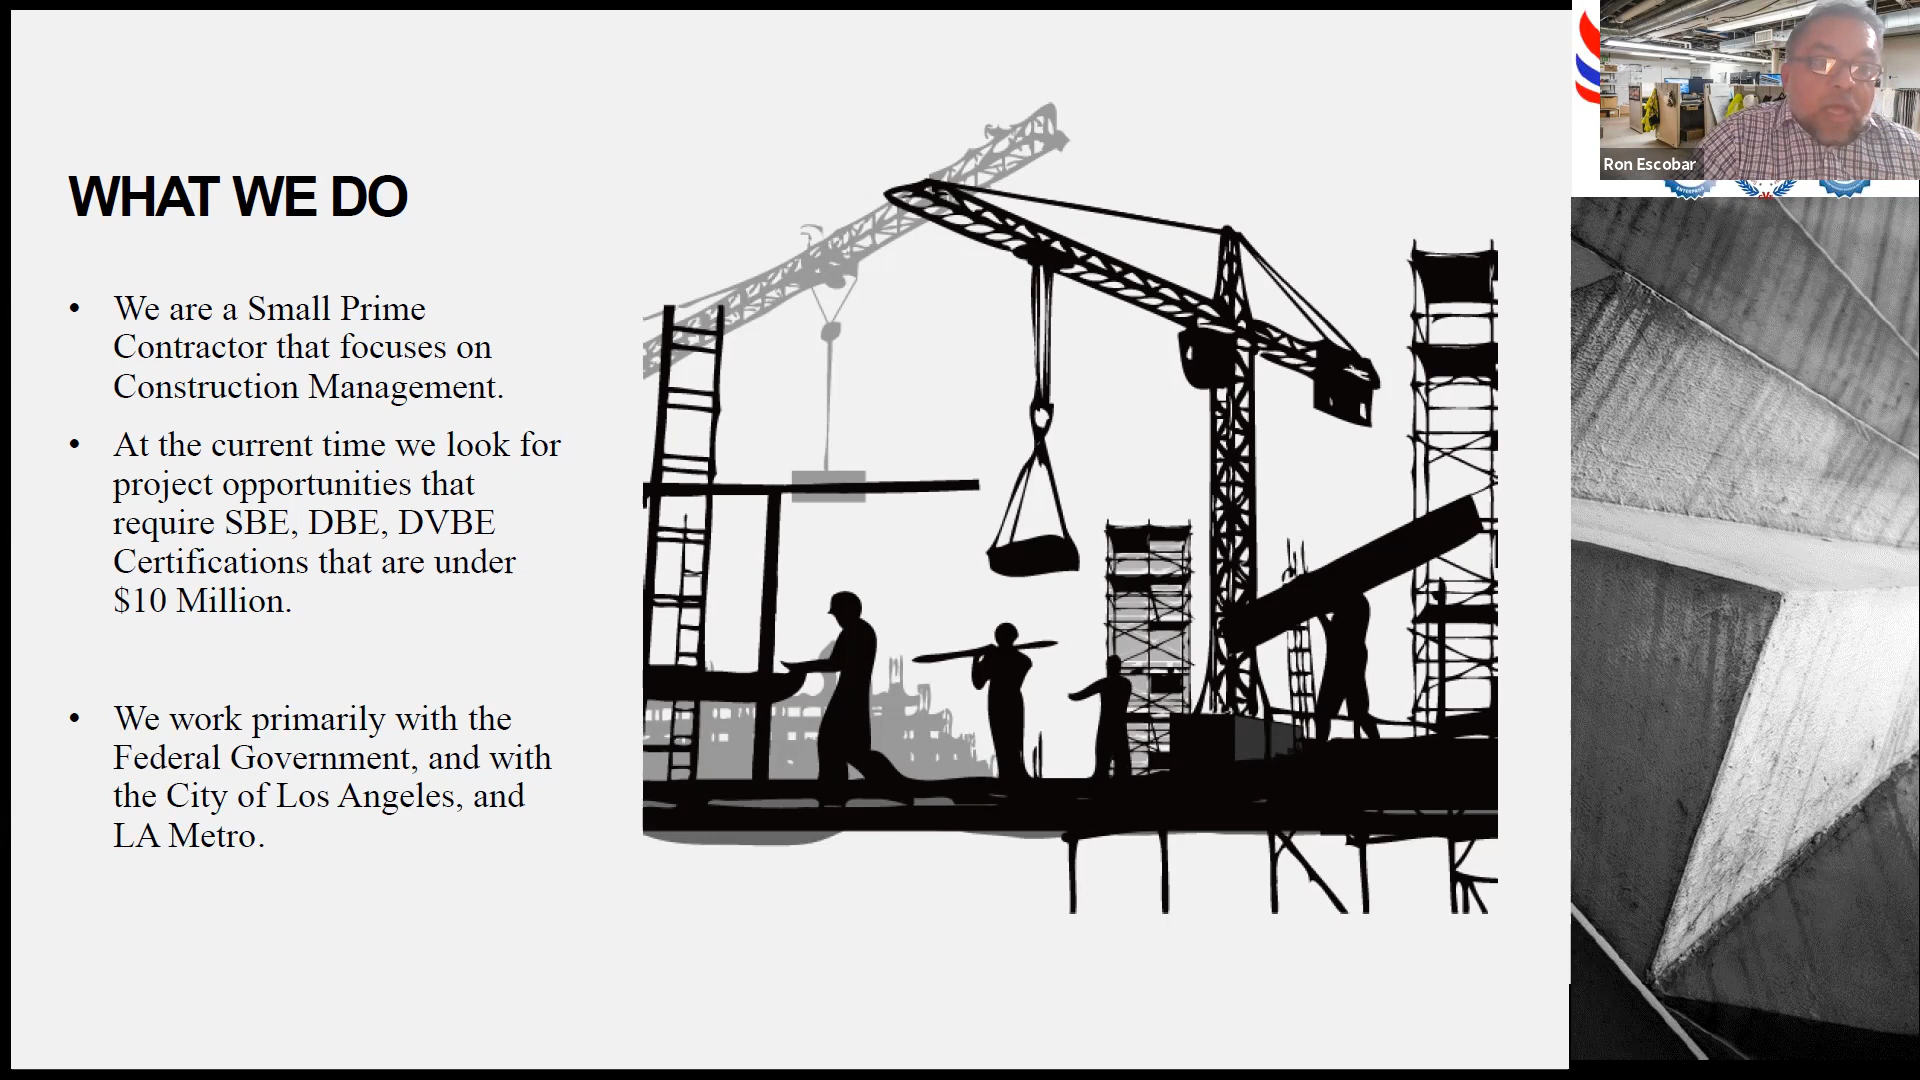 WHAT WE DO
• We are a Small Prime
Contractor that focuses on
Construction Management.
• At the current time we look for
project opportunities that
require SBE, DBE, DVBE
Certifications that are under
$10 Million.
• We work primarily with the
Federal Government, and with
the City of Los Angeles, and
LA Metro.
Ron Escobar
ENTERPRISE